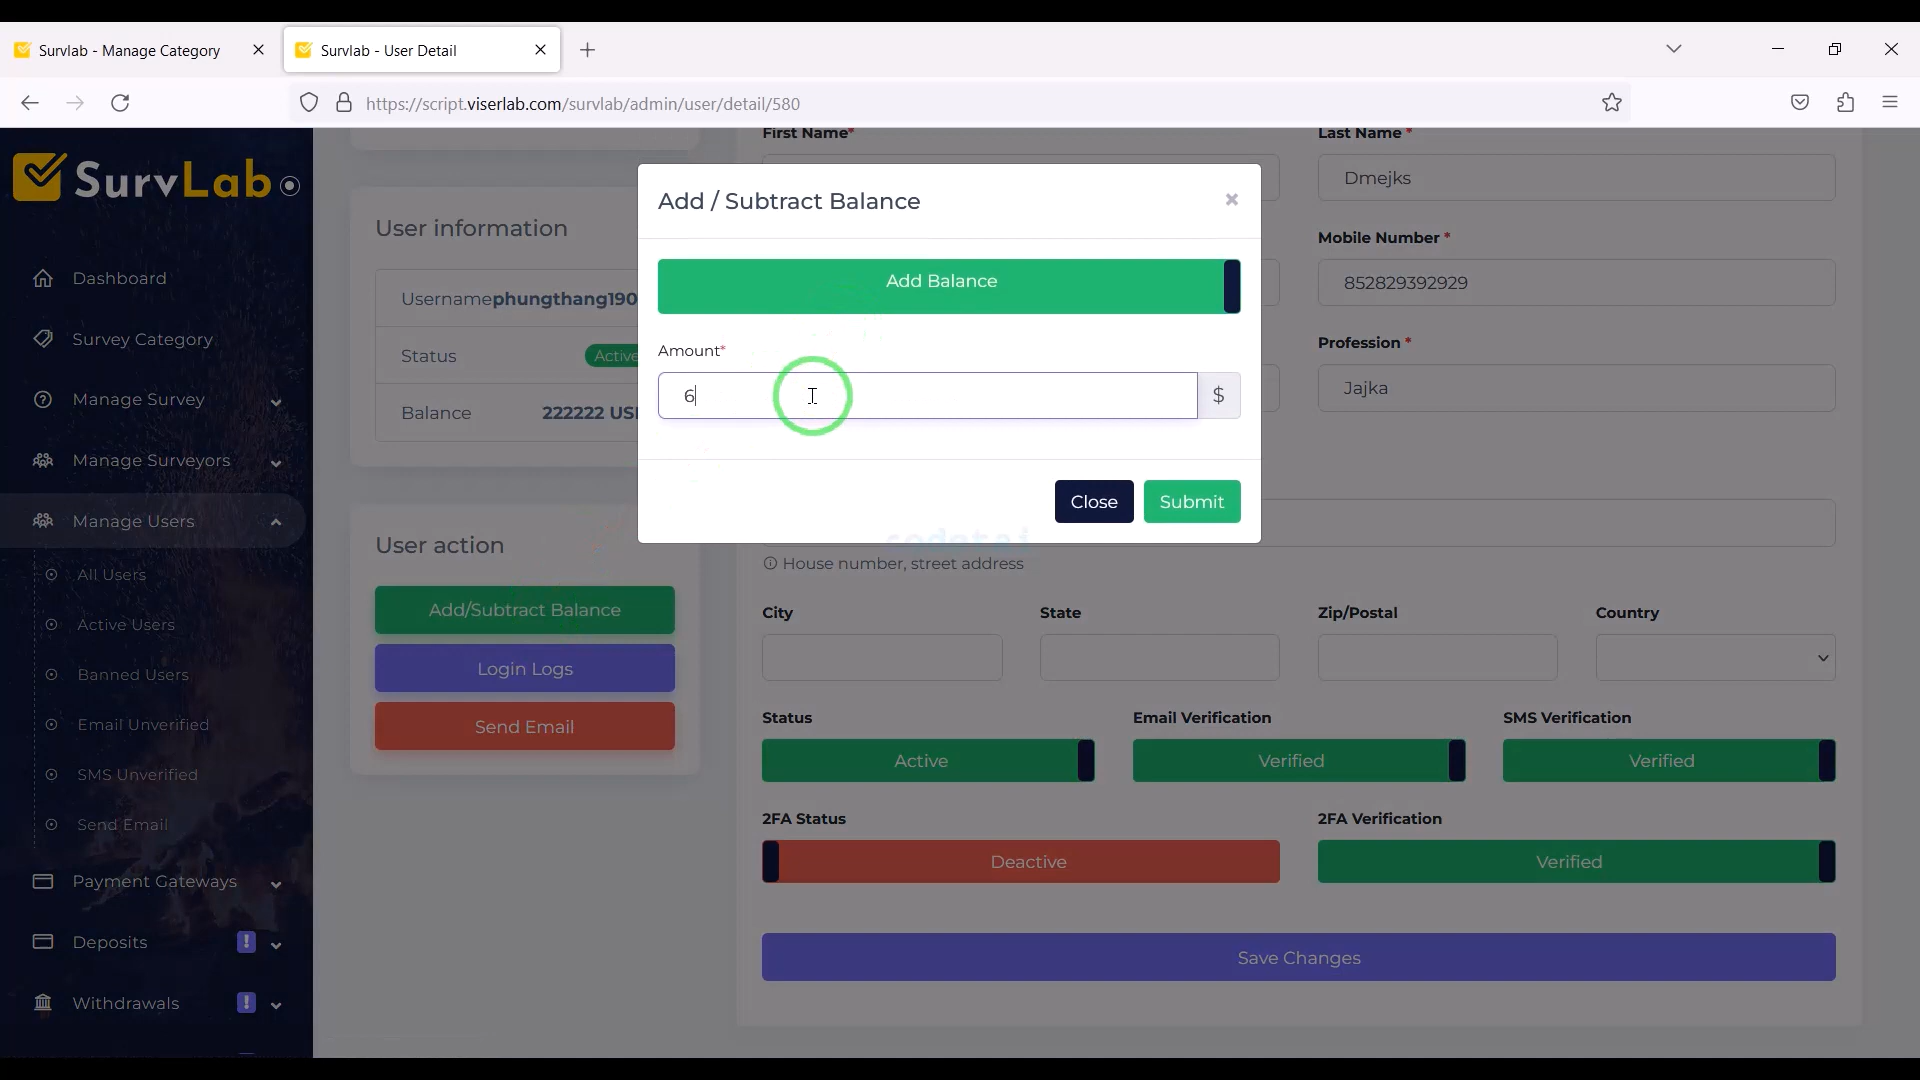 Survlab - Manage Category
Survlab - User Detail
https://script.viserlab.com/survlab/admin/user/detail/580
SurvLab
Dashboard
Survey Category
Manage Survey
Manage Surveyors
Manage Users
All Users
Active Users
Banned Users
Email Unverified
SMS Unverified
Send Email
Payment Gateways
Deposits !
Withdrawals !
User information
Username phungthang190
Status Active
Balance 222222 US
User action
Add/Subtract Balance
Login Logs
Send Email
Add / Subtract Balance ×
Add Balance
Amount*
6 $
Close Submit
codetai
First Name* Last Name *
Dmejks
Mobile Number *
852829392929
Profession *
Jajka
House number, street address
City State Zip/Postal Country
Status Email Verification SMS Verification
Active Verified Verified
2FA Status 2FA Verification
Deactive Verified
Save Changes